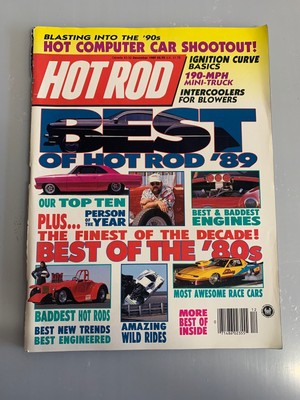 BLASTING INTO THE '90s
HOT COMPUTER CAR SHOOTOUT!
HOT ROD
IGNITION CURVE
BASICS
190-MPH
MINI-TRUCK
INTERCOOLERS
FOR BLOWERS
BEST
OF HOT ROD '89
OUR TOP TEN
PLUS...
PERSON
OF THE YEAR
BEST & BADDEST
ENGINES
THE FINEST OF THE DECADE!
BEST OF THE '80s
BADDEST HOT RODS
BEST NEW TRENDS
BEST ENGINEERED
AMAZING
WILD RIDES
MOST AWESOME RACE CARS
MORE
BEST OF
INSIDE